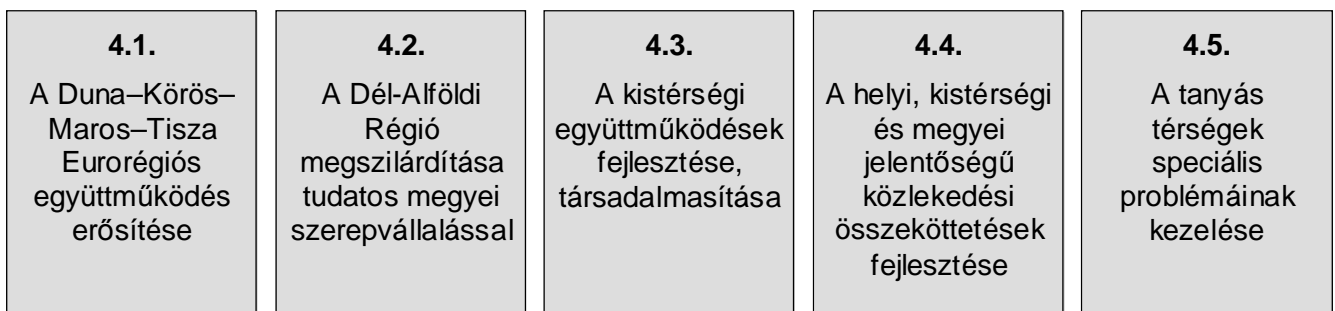 4.1.
A Duna–Körös–
Maros–Tisza
Eurorégiós
együttműködés
erősítése
4.2.
A Dél-Alföldi
Régió
megszilárdítása
tudatos megyei
szerepvállalással
4.3.
A kistérségi
együttműködések
fejlesztése,
társadalmasítása
4.4.
A helyi, kistérségi
és megyei
jelentőségű
közlekedési
összeköttetések
fejlesztése
4.5.
A tanyás
térségek
speciális
problémáinak
kezelése